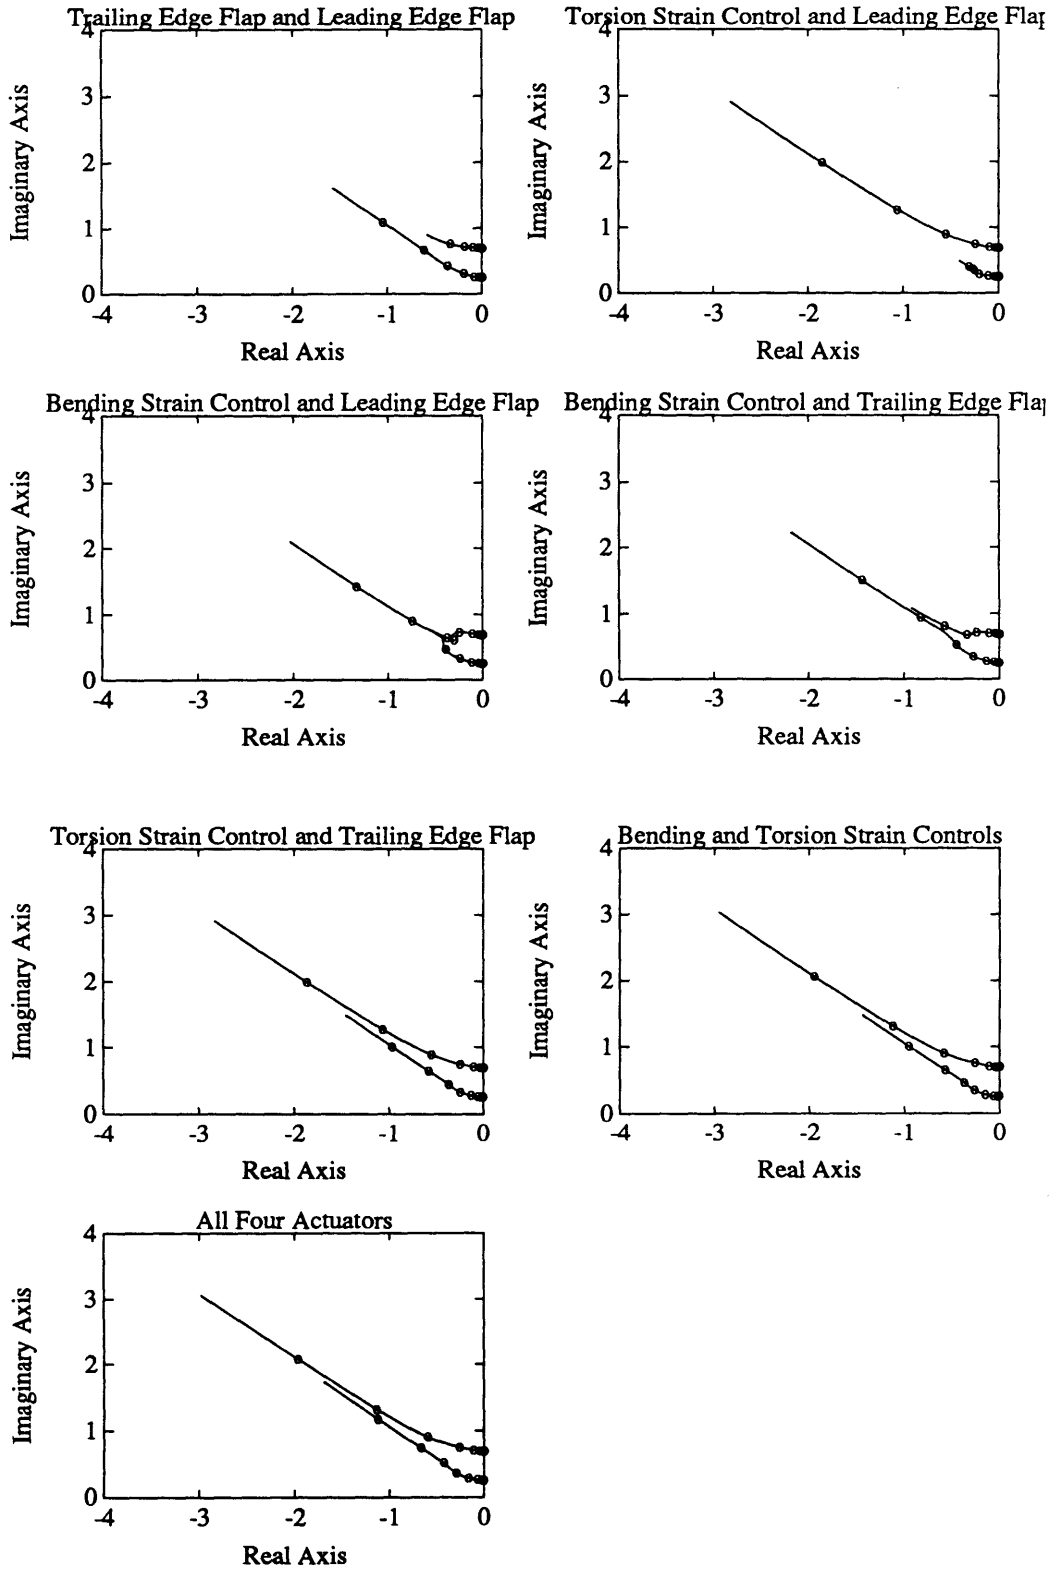 Trailing Edge Flap and Leading Edge Flap
4
3
2
1
0
-4 -3 -2 -1 0
Imaginary Axis
Real Axis
Torsion Strain Control and Leading Edge Flap
4
3
2
1
0
-4 -3 -2 -1 0
Imaginary Axis
Real Axis
Bending Strain Control and Leading Edge Flap
4
3
2
1
0
-4 -3 -2 -1 0
Imaginary Axis
Real Axis
Bending Strain Control and Trailing Edge Flap
4
3
2
1
0
-4 -3 -2 -1 0
Imaginary Axis
Real Axis
Torsion Strain Control and Trailing Edge Flap
4
3
2
1
0
-4 -3 -2 -1 0
Imaginary Axis
Real Axis
Bending and Torsion Strain Controls
4
3
2
1
0
-4 -3 -2 -1 0
Imaginary Axis
Real Axis
All Four Actuators
4
3
2
1
0
-4 -3 -2 -1 0
Imaginary Axis
Real Axis